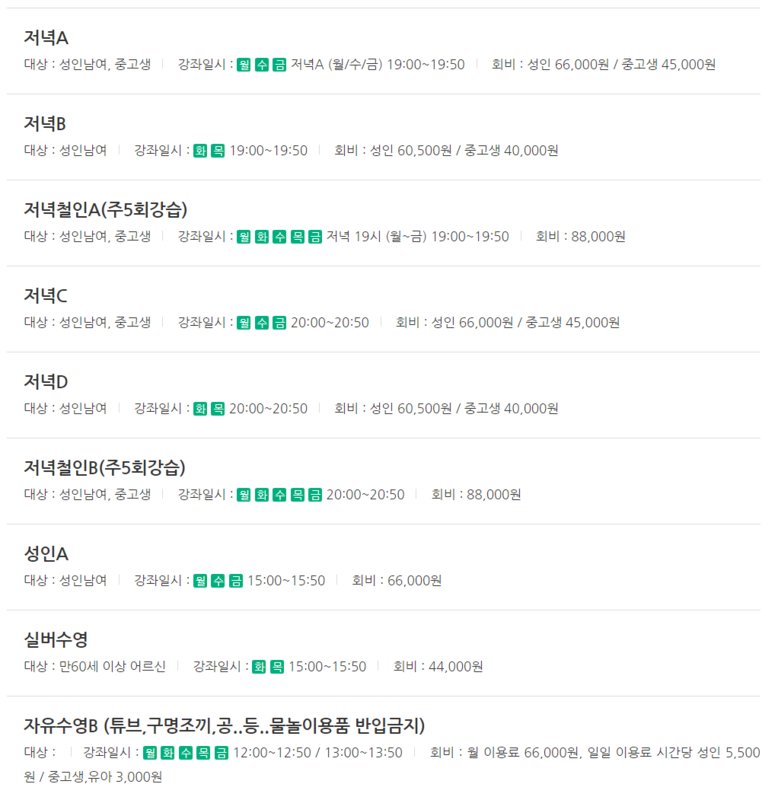 저녁A
대상 : 성인남여, 중고생 강좌일시 : 월 수 금 저녁A (월/수/금) 19:00~19:50 회비 : 성인 66,000원 / 중고생 45,000원
저녁B
대상 : 성인남여 강좌일시 : 화 목 19:00~19:50 회비 : 성인 60,500원 / 중고생 40,000원
저녁철인A(주5회강습)
대상 : 성인남여, 중고생 강좌일시 : 월 화 수 목 금 저녁 19시 (월~금) 19:00~19:50 회비 : 88,000원
저녁C
대상 : 성인남여, 중고생 강좌일시 : 월 수 금 20:00~20:50 회비 : 성인 66,000원 / 중고생 45,000원
저녁D
대상 : 성인남여 강좌일시 : 화 목 20:00~20:50 회비 : 성인 60,500원 / 중고생 40,000원
저녁철인B(주5회강습)
대상 : 성인남여, 중고생 강좌일시 : 월 화 수 목 금 20:00~20:50 회비 : 88,000원
성인A
대상 : 성인남여 강좌일시 : 월 수 금 15:00~15:50 회비 : 66,000원
실버수영
대상 : 만60세 이상 어르신 강좌일시 : 화 목 15:00~15:50 회비 : 44,000원
자유수영B (튜브,구명조끼,공..등..물놀이용품 반입금지)
대상 : 강좌일시 : 월 화 수 목 금 12:00~12:50 / 13:00~13:50 회비 : 월 이용료 66,000원, 일일 이용료 시간당 성인 5,500
원 / 중고생,유아 3,000원